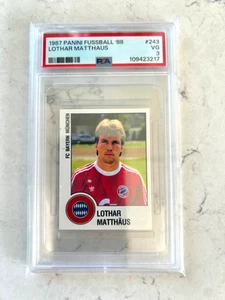 1987 PANINI FUSSBALL '88 #243
LOTHAR MATTHAUS VG
3
PSA 109423217
FC BAYERN MÜNCHEN
LOTHAR
MATTHÄUS